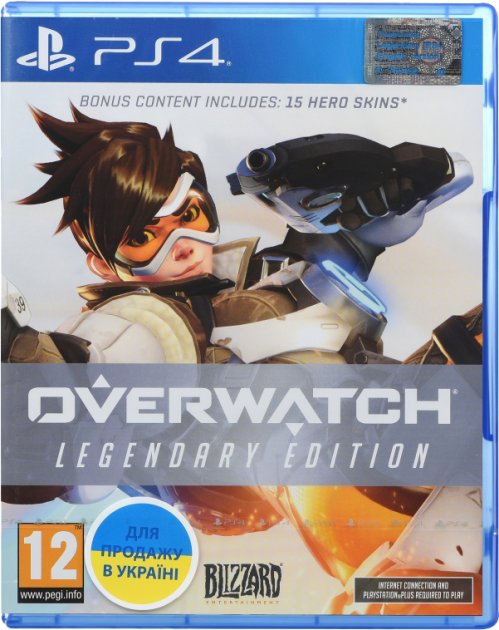 PS4
BONUS CONTENT INCLUDES: 15 HERO SKINS*
39
OVERWATCH
LEGENDARY EDITION
12
www.pegi.info
ДЛЯ
ПРОДАЖУ
В УКРАЇНІ
BLIZZARD
ENTERTAINMENT
INTERNET CONNECTION AND
PLAYSTATION®PLUS REQUIRED TO PLAY